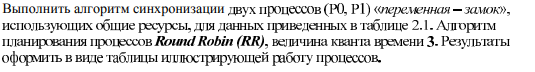 Выполнить алгоритм синхронизации двух процессов (P0, P1) «переменная – замок»,
использующих общие ресурсы, для данных приведенных в таблице 2.1. Алгоритм
планирования процессов Round Robin (RR), величина кванта времени 3. Результаты
оформить в виде таблицы иллюстрирующей работу процессов.